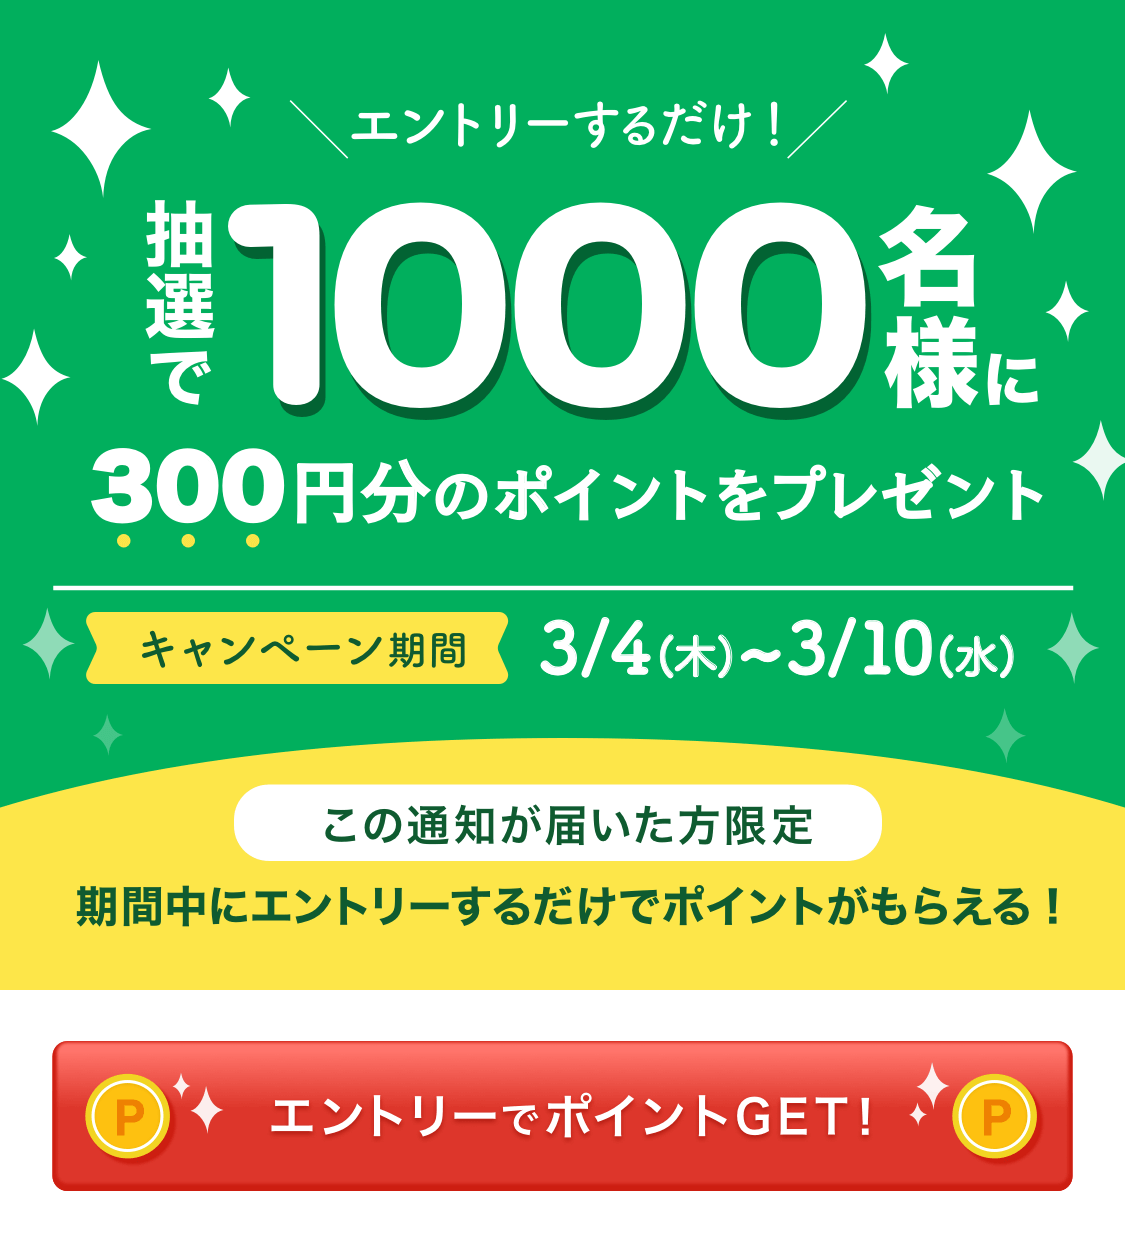 エントリーするだけ！
抽選で1000名様に
300円分のポイントをプレゼント
キャンペーン期間 3/4(木)~3/10(水)
この通知が届いた方限定
期間中にエントリーするだけでポイントがもらえる！
P エントリーでポイントGET! P